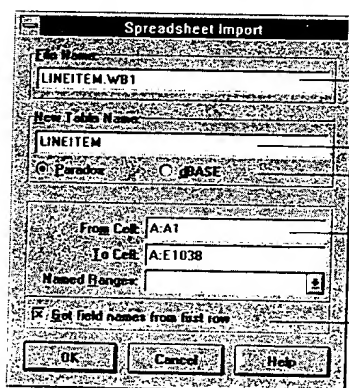 Spreadsheet Import
File Name:
LINEITEM.WB1
New Table Name:
LINEITEM
Paradox dBASE
From Cell: A:A1
To Cell: A:E1038
Named Ranges:
Get field names from first row
OK Cancel Help